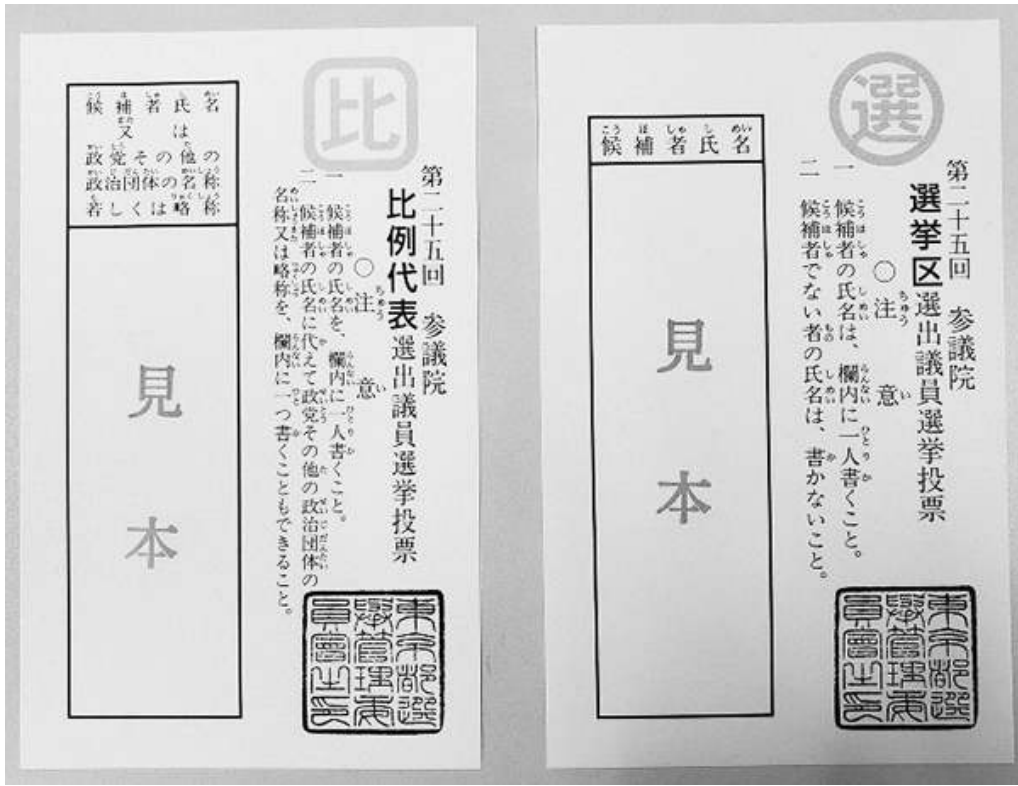 比
第二十五回 参議院
比例代表選出議員選挙投票
〇注意
一 候補者の氏名を、欄内に一人書くこと。
二 候補者の氏名に代えて政党その他の政治団体の
名称又は略称を、欄内に一つ書くこともできること。
候補者氏名
又は
政党その他の
政治団体の名称
若しくは略称
見本
東京都選
擧管理委
員會之印
選
第二十五回 参議院
選挙区選出議員選挙投票
〇注意
一 候補者の氏名は、欄内に一人書くこと。
二 候補者でない者の氏名は、書かないこと。
候補者氏名
見本
東京都選
擧管理委
員會之印